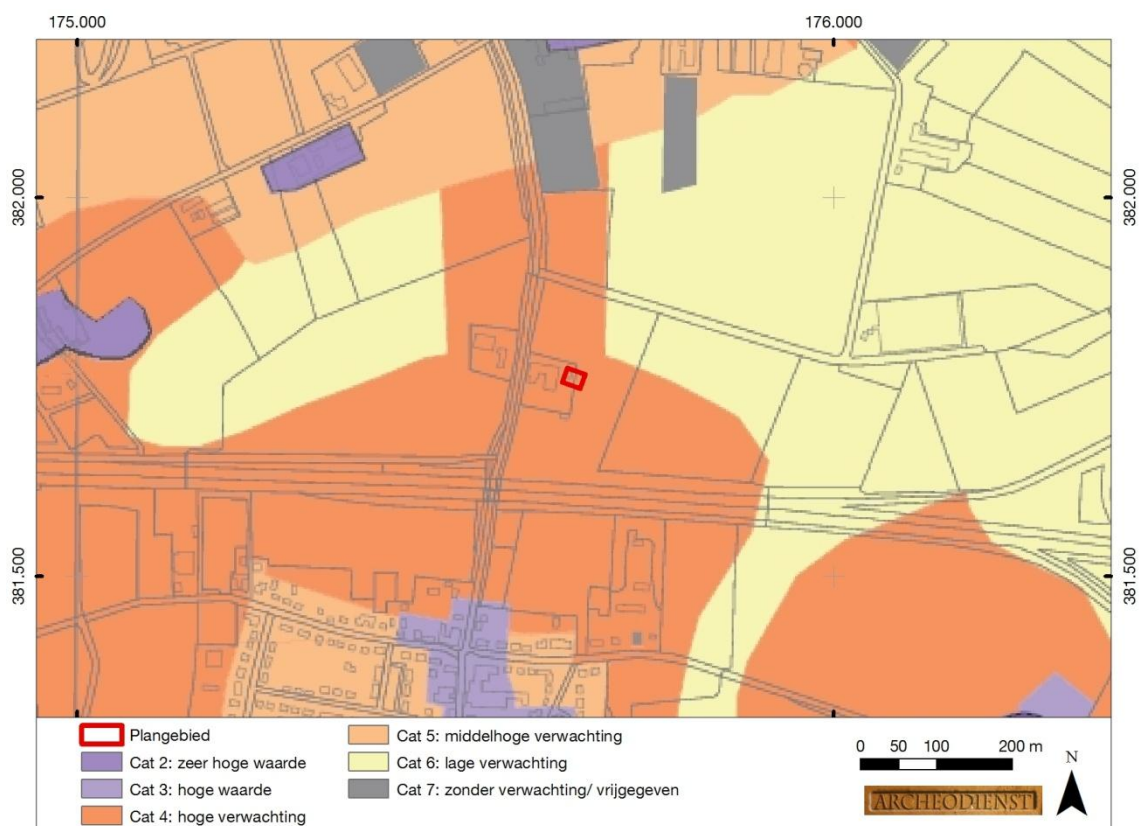 175.000 176.000
382.000 382.000
381.500 381.500
Plangebied
Cat 2: zeer hoge waarde
Cat 3: hoge waarde
Cat 4: hoge verwachting
Cat 5: middelhoge verwachting
Cat 6: lage verwachting
Cat 7: zonder verwachting/ vrijgegeven
0 50 100 200 m
N
ARCHEODIENST